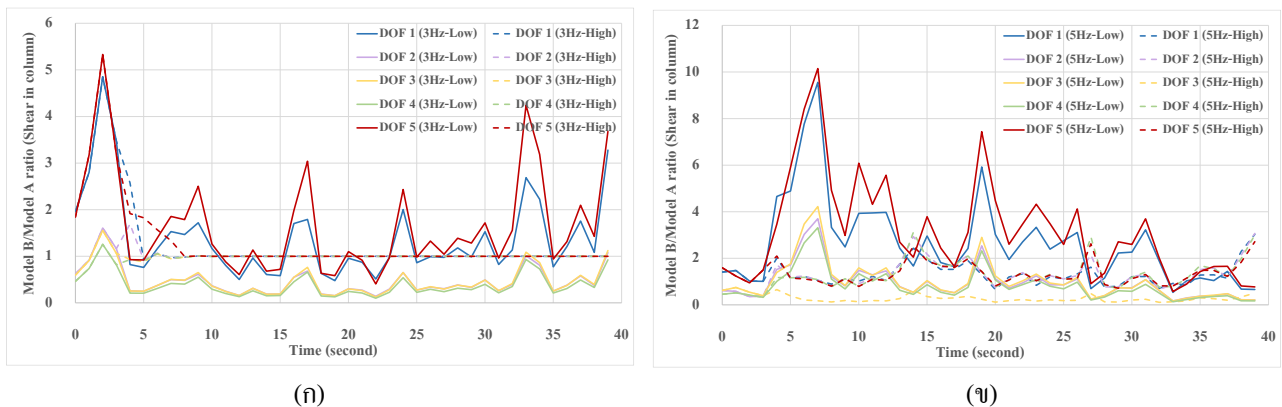 Model B/Model A ratio (Shear in column)
6
5
4
3
2
1
0
DOF 1 (3Hz-Low) DOF 1 (3Hz-High)
DOF 2 (3Hz-Low) DOF 2 (3Hz-High)
DOF 3 (3Hz-Low) DOF 3 (3Hz-High)
DOF 4 (3Hz-Low) DOF 4 (3Hz-High)
DOF 5 (3Hz-Low) DOF 5 (3Hz-High)
0 5 10 15 20 25 30 35 40
Time (second)
(ก)
Model B/Model A ratio (Shear in column)
12
10
8
6
4
2
0
DOF 1 (5Hz-Low) DOF 1 (5Hz-High)
DOF 2 (5Hz-Low) DOF 2 (5Hz-High)
DOF 3 (5Hz-Low) DOF 3 (5Hz-High)
DOF 4 (5Hz-Low) DOF 4 (5Hz-High)
DOF 5 (5Hz-Low) DOF 5 (5Hz-High)
0 5 10 15 20 25 30 35 40
Time (second)
(ข)